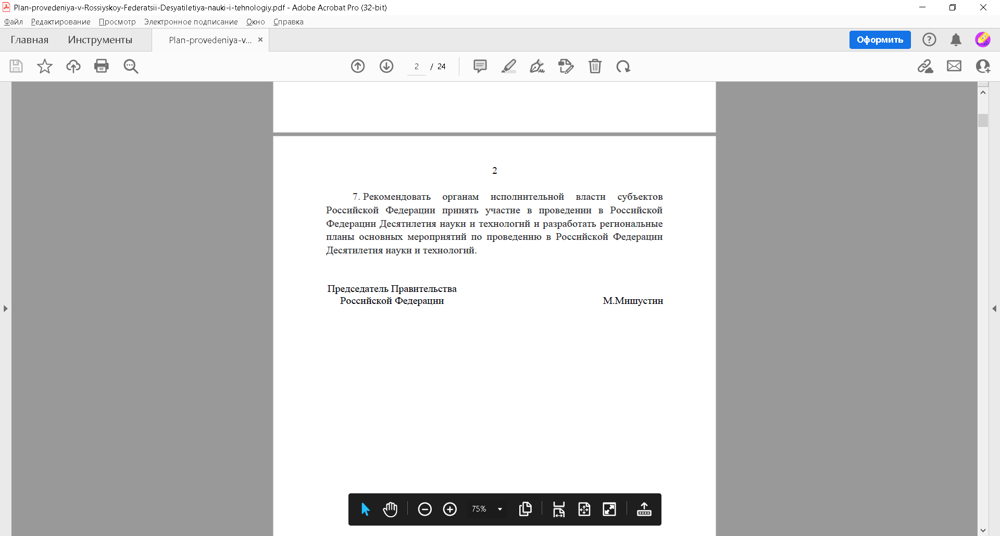 Plan-provedeniya-v-Rossiyskoy-Federatsii-Desyatiletiya-nauki-i-tehnologiy.pdf - Adobe Acrobat Pro (32-bit)
Файл Редактирование Просмотр Электронное подписание Окно Справка
Главная Инструменты Plan-provedeniya-v... × Оформить
2 / 24
2
7. Рекомендовать органам исполнительной власти субъектов
Российской Федерации принять участие в проведении в Российской
Федерации Десятилетия науки и технологий и разработать региональные
планы основных мероприятий по проведению в Российской Федерации
Десятилетия науки и технологий.
Председатель Правительства
Российской Федерации М.Мишустин
75%